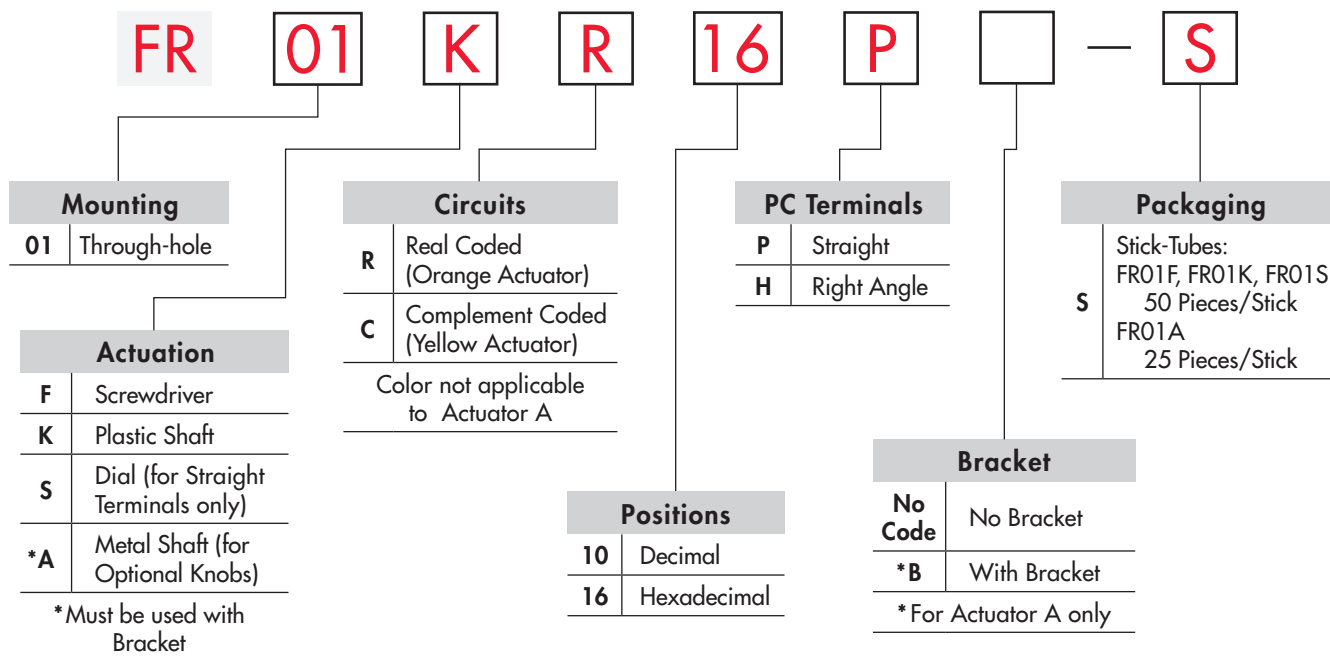 FR 01 K R 16 P — S
Mounting
01 Through-hole
Actuation
F Screwdriver
K Plastic Shaft
S Dial (for Straight
Terminals only)
*A Metal Shaft (for
Optional Knobs)
*Must be used with
Bracket
Circuits
R Real Coded
(Orange Actuator)
C Complement Coded
(Yellow Actuator)
Color not applicable
to Actuator A
Positions
10 Decimal
16 Hexadecimal
PC Terminals
P Straight
H Right Angle
Bracket
No
Code No Bracket
*B With Bracket
*For Actuator A only
Packaging
Stick-Tubes:
FR01F, FR01K, FR01S
S 50 Pieces/Stick
FR01A
25 Pieces/Stick